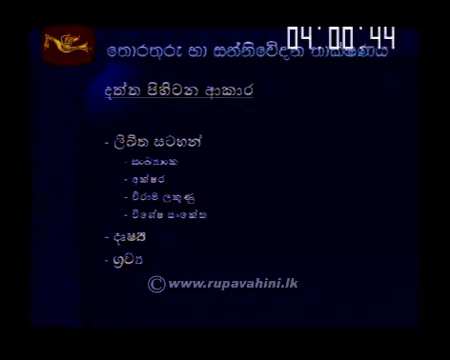 04:00:44
තොරතුරු හා සන්නිවේදන තාක්ෂණය
දත්ත පිහිටන ආකාර
- ලිඛිත සටහන්
- සංඛ්‍යාංක
- අක්ෂර
- විරාම ලකුණු
- විශේෂ සංකේත
- දෘෂ්‍ය
- ශ්‍රව්‍ය
© www.rupavahini.lk